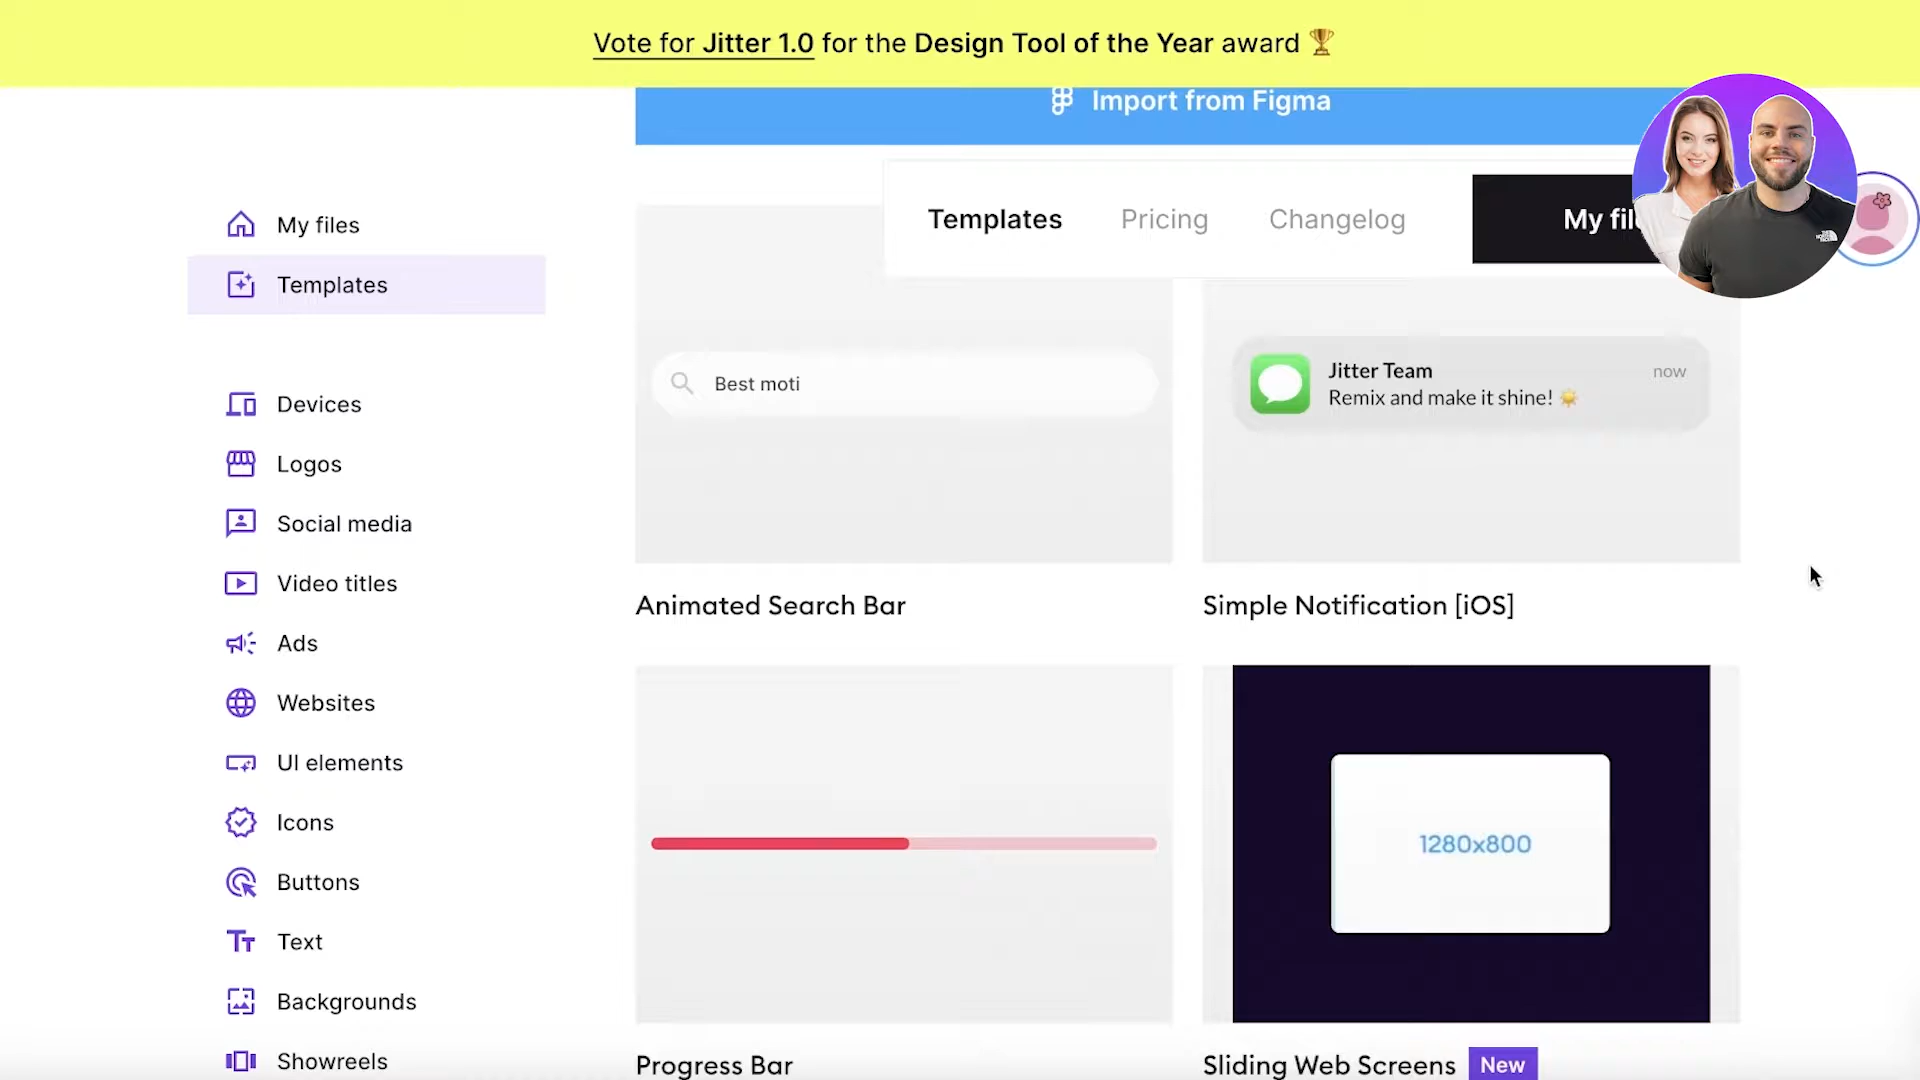 Vote for Jitter 1.0 for the Design Tool of the Year award 🏆
Import from Figma
Templates
Pricing
Changelog
My fil
My files
Templates
Devices
Logos
Social media
Video titles
Ads
Websites
UI elements
Icons
Buttons
Text
Backgrounds
Showreels
Best moti
Animated Search Bar
Jitter Team
now
Remix and make it shine! ☀️
Simple Notification [iOS]
Progress Bar
1280x800
Sliding Web Screens
New